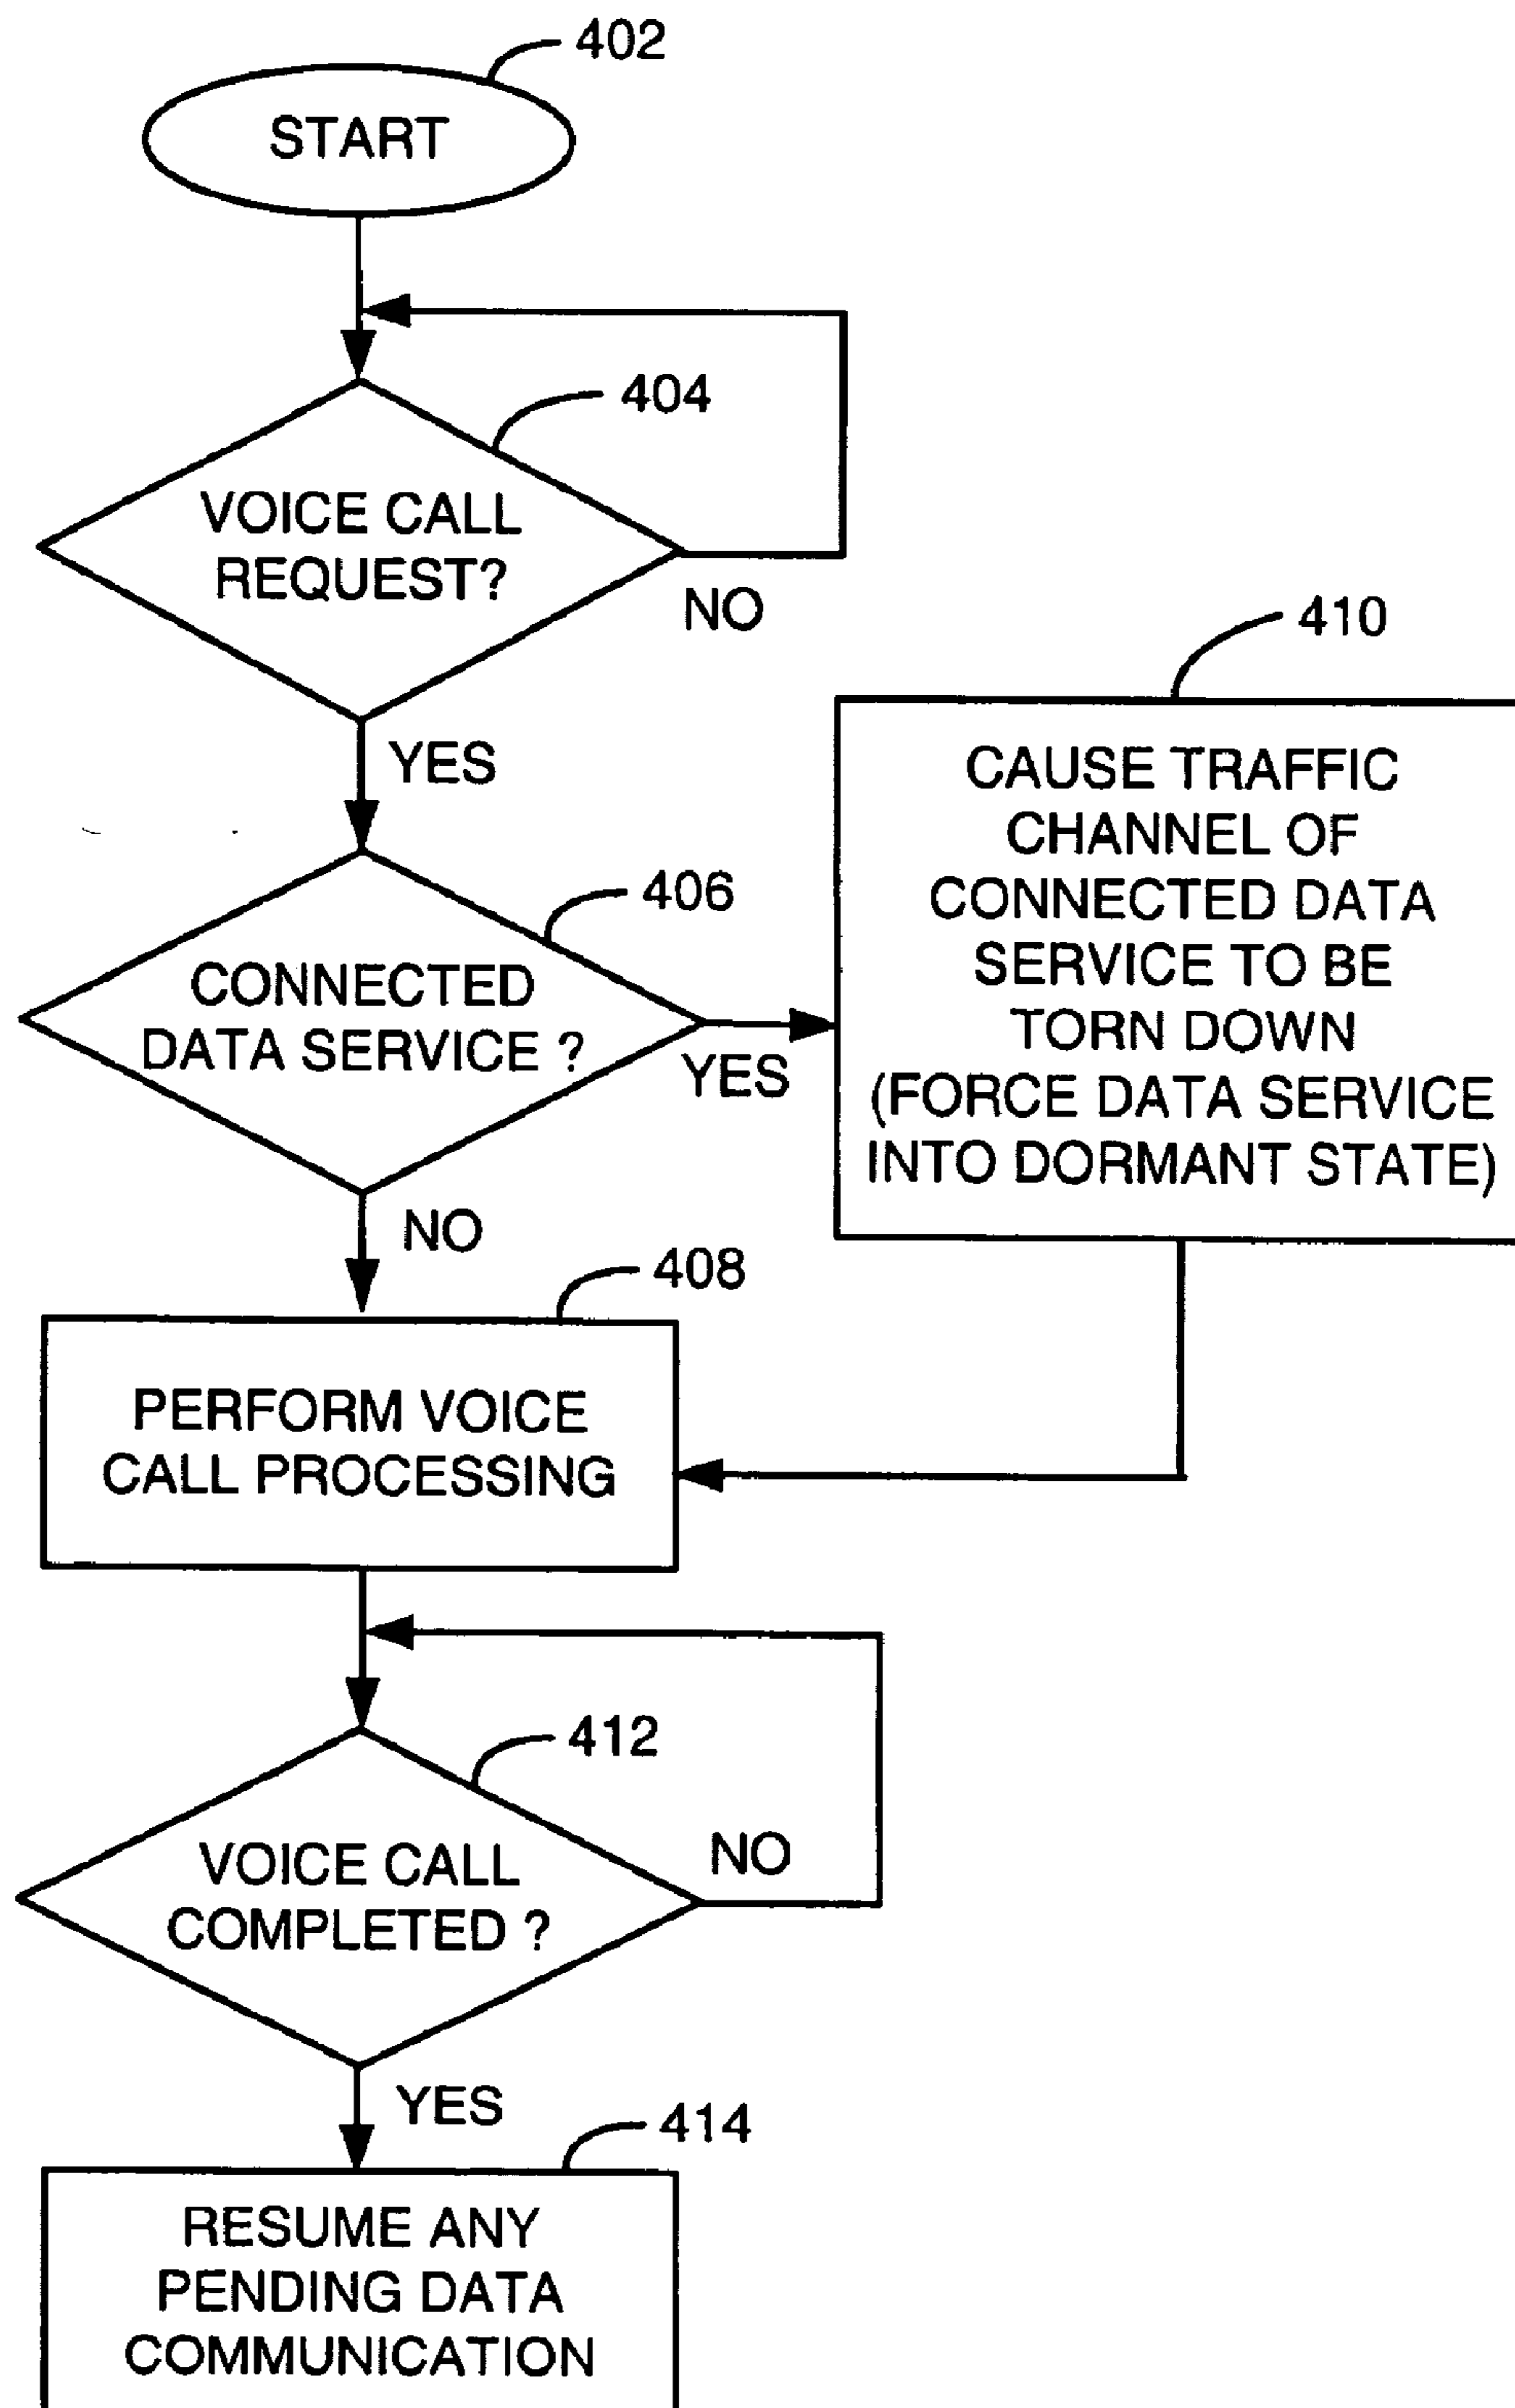 402
START
404
VOICE CALL
REQUEST?
NO
YES
410
CAUSE TRAFFIC
CHANNEL OF
CONNECTED DATA
SERVICE TO BE
TORN DOWN
(FORCE DATA SERVICE
INTO DORMANT STATE)
406
CONNECTED
DATA SERVICE ?
YES
NO
408
PERFORM VOICE
CALL PROCESSING
412
VOICE CALL
COMPLETED ?
NO
YES
414
RESUME ANY
PENDING DATA
COMMUNICATION